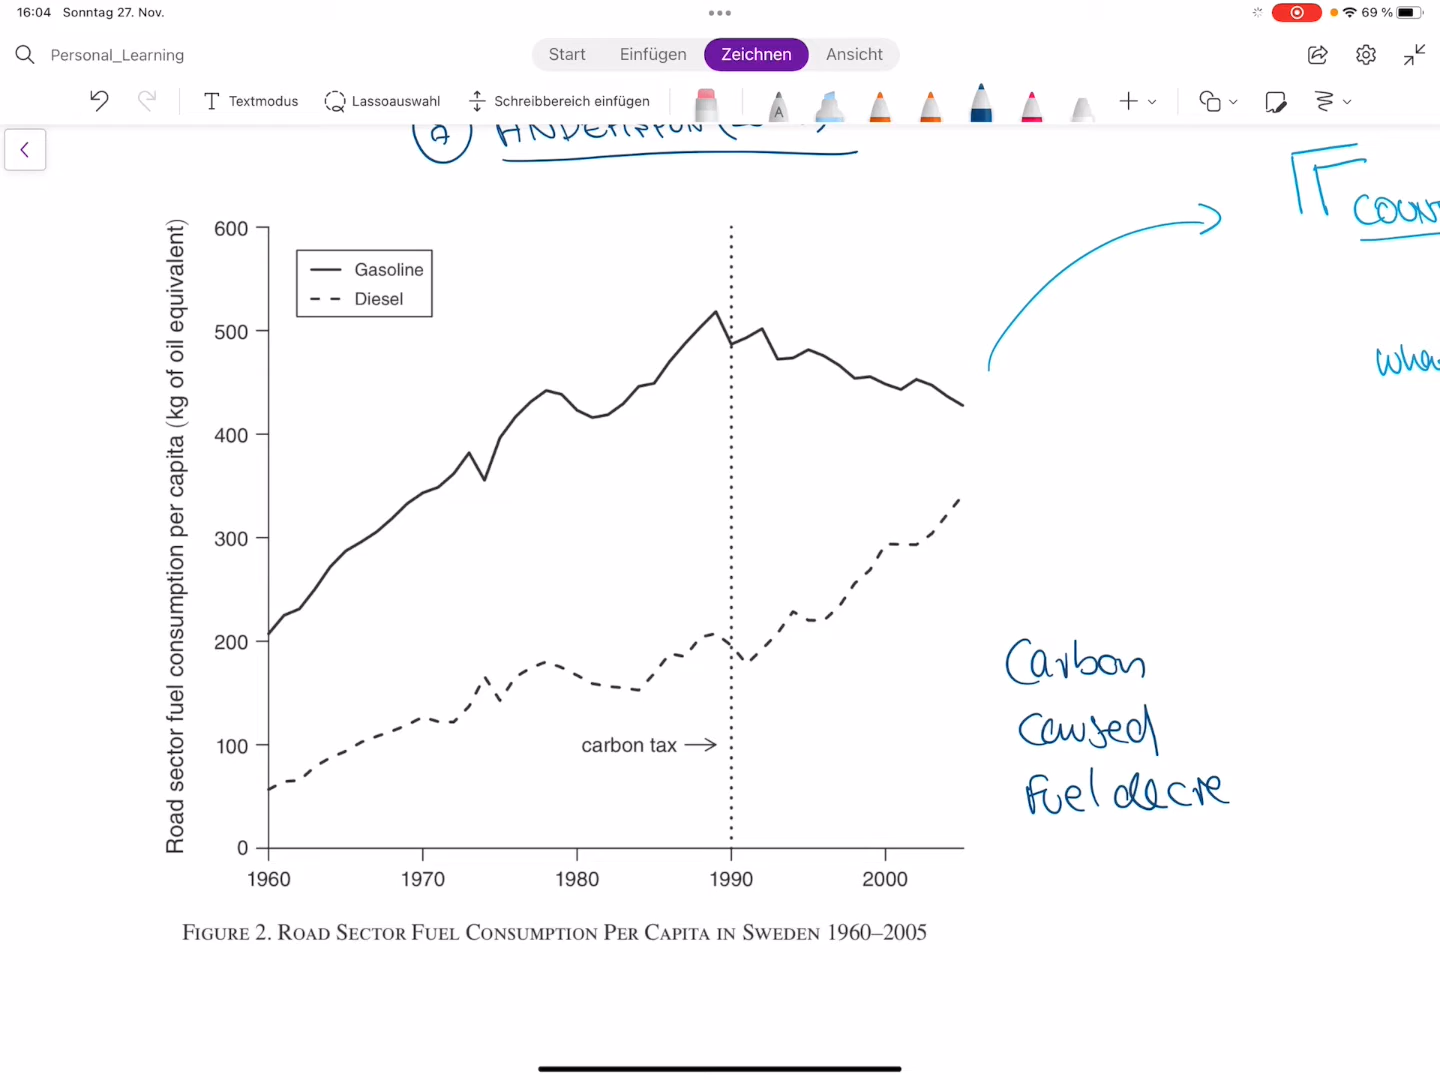 16:04 Sonntag 27. Nov.
69 %
Personal_Learning
Start Einfügen Zeichnen Ansicht
Textmodus Lassoauswahl Schreibbereich einfügen
A
600
500
400
300
200
100
0
Road sector fuel consumption per capita (kg of oil equivalent)
Gasoline
Diesel
carbon tax
1960 1970 1980 1990 2000
FIGURE 2. ROAD SECTOR FUEL CONSUMPTION PER CAPITA IN SWEDEN 1960–2005
Carbon
caused
Fuel decre